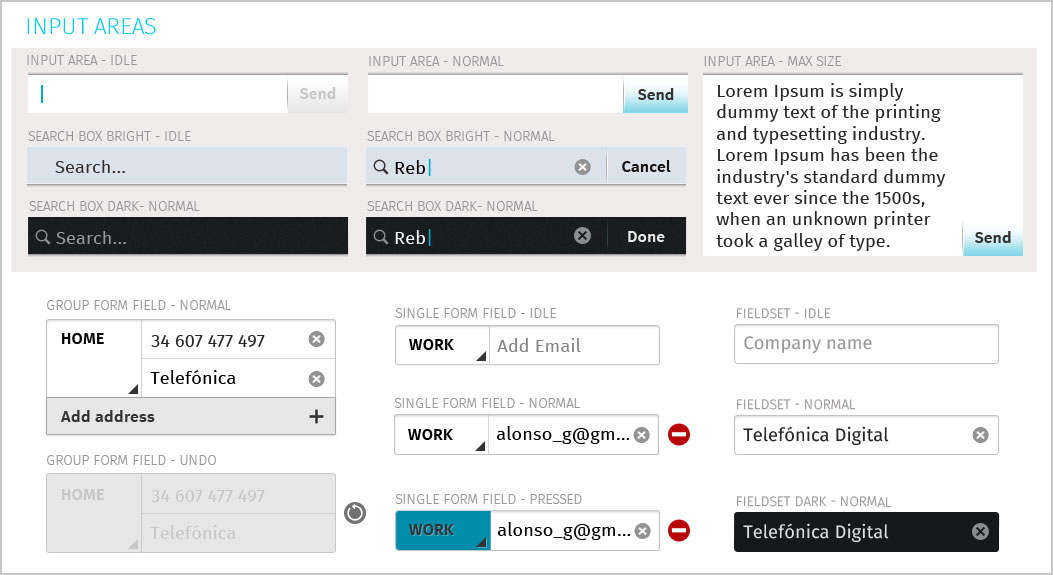 INPUT AREAS
INPUT AREA - IDLE
Send
INPUT AREA - NORMAL
Send
INPUT AREA - MAX SIZE
Lorem Ipsum is simply
dummy text of the printing
and typesetting industry.
Lorem Ipsum has been the
industry's standard dummy
text ever since the 1500s,
when an unknown printer
took a galley of type.
Send
SEARCH BOX BRIGHT - IDLE
Search...
SEARCH BOX BRIGHT - NORMAL
Reb
Cancel
SEARCH BOX DARK- NORMAL
Search...
SEARCH BOX DARK- NORMAL
Reb
Done
GROUP FORM FIELD - NORMAL
HOME
34 607 477 497
Telefónica
Add address
GROUP FORM FIELD - UNDO
HOME
34 607 477 497
Telefónica
SINGLE FORM FIELD - IDLE
WORK
Add Email
SINGLE FORM FIELD - NORMAL
WORK
alonso_g@gm...
SINGLE FORM FIELD - PRESSED
WORK
alonso_g@gm...
FIELDSET - IDLE
Company name
FIELDSET - NORMAL
Telefónica Digital
FIELDSET DARK - NORMAL
Telefónica Digital